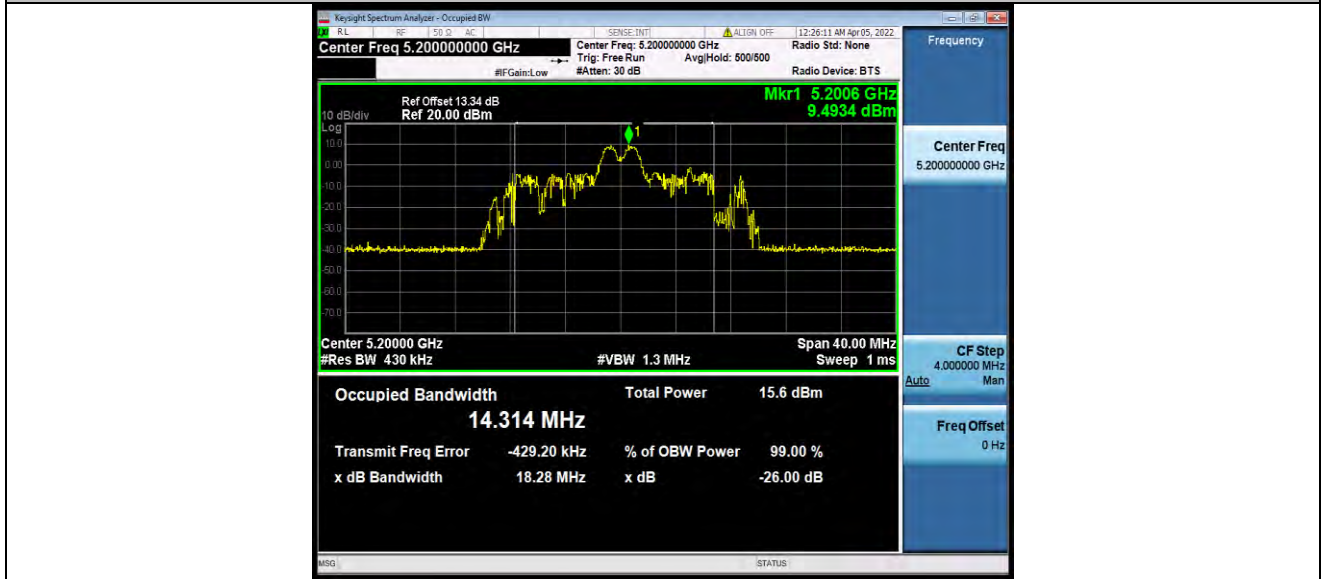 Keysight Spectrum Analyzer - Occupied BW
RL RF 50 Ω AC SENSE:INT ALIGN OFF 12:26:11 AM Apr 05, 2022
Center Freq 5.200000000 GHz
Center Freq: 5.200000000 GHz
Radio Std: None
Trig: Free Run Avg|Hold: 500/500
#IFGain:Low
#Atten: 30 dB
Radio Device: BTS
Frequency
Mkr1 5.2006 GHz
9.4934 dBm
Ref Offset 13.34 dB
10 dB/div Ref 20.00 dBm
Log
1
10.0
0.00
-10.0
-20.0
-30.0
-40.0
-50.0
-60.0
-70.0
Center 5.20000 GHz Span 40.00 MHz
#Res BW 430 kHz #VBW 1.3 MHz Sweep 1 ms
Occupied Bandwidth
14.314 MHz
Total Power 15.6 dBm
Transmit Freq Error -429.20 kHz % of OBW Power 99.00 %
x dB Bandwidth 18.28 MHz x dB -26.00 dB
Center Freq
5.200000000 GHz
CF Step
4.000000 MHz
Auto Man
Freq Offset
0 Hz
MSG STATUS